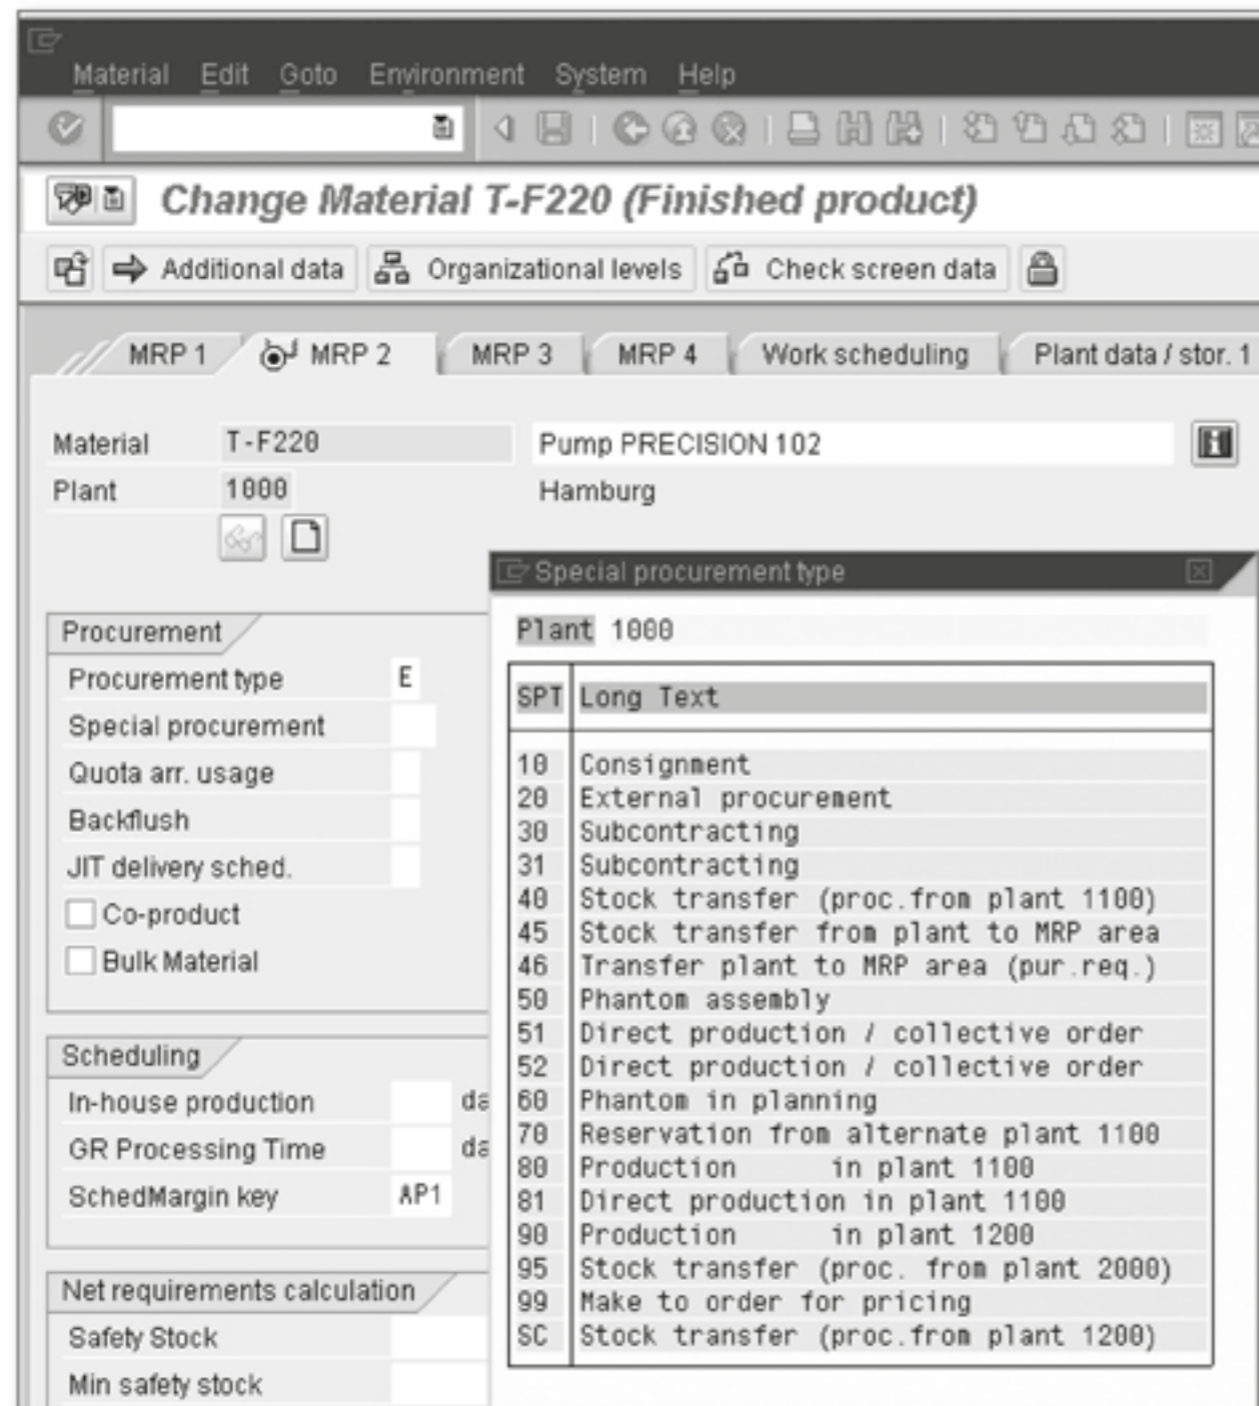 Material Edit Goto Environment System Help
Change Material T-F220 (Finished product)
Additional data Organizational levels Check screen data
MRP 1 MRP 2 MRP 3 MRP 4 Work scheduling Plant data / stor. 1
Material T-F220 Pump PRECISION 102
Plant 1000 Hamburg
Procurement
Procurement type E
Special procurement
Quota arr. usage
Backflush
JIT delivery sched.
Co-product
Bulk Material
Scheduling
In-house production da
GR Processing Time da
SchedMargin key AP1
Net requirements calculation
Safety Stock
Min safety stock
Special procurement type
Plant 1000
SPT Long Text
10 Consignment
20 External procurement
30 Subcontracting
31 Subcontracting
40 Stock transfer (proc.from plant 1100)
45 Stock transfer from plant to MRP area
46 Transfer plant to MRP area (pur.req.)
50 Phantom assembly
51 Direct production / collective order
52 Direct production / collective order
60 Phantom in planning
70 Reservation from alternate plant 1100
80 Production in plant 1100
81 Direct production in plant 1100
90 Production in plant 1200
95 Stock transfer (proc. from plant 2000)
99 Make to order for pricing
SC Stock transfer (proc.from plant 1200)